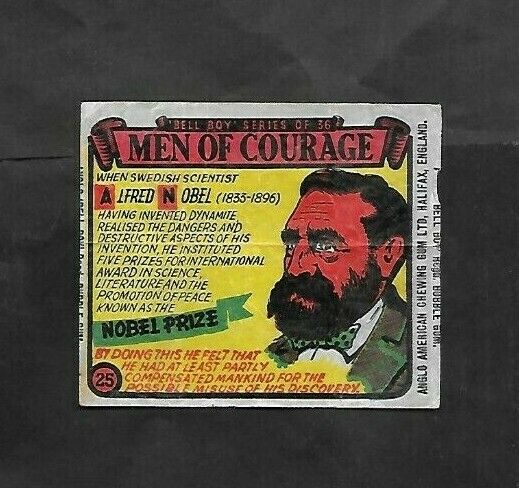 'BELL BOY' SERIES OF 36
MEN OF COURAGE
WHEN SWEDISH SCIENTIST
ALFRED NOBEL (1833-1896)
HAVING INVENTED DYNAMITE,
REALISED THE DANGERS AND
DESTRUCTIVE ASPECTS OF HIS
INVENTION, HE INSTITUTED
FIVE PRIZES FOR INTERNATIONAL
AWARD IN SCIENCE,
LITERATURE AND THE
PROMOTION OF PEACE,
KNOWN AS THE
NOBEL PRIZE
BY DOING THIS HE FELT THAT
HE HAD AT LEAST PARTLY
COMPENSATED MANKIND FOR THE
POSSIBLE MISUSE OF HIS DISCOVERY.
25
ANGLO AMERICAN CHEWING GUM LTD, HALIFAX, ENGLAND.
BELL BOY BUBBLE GUM.